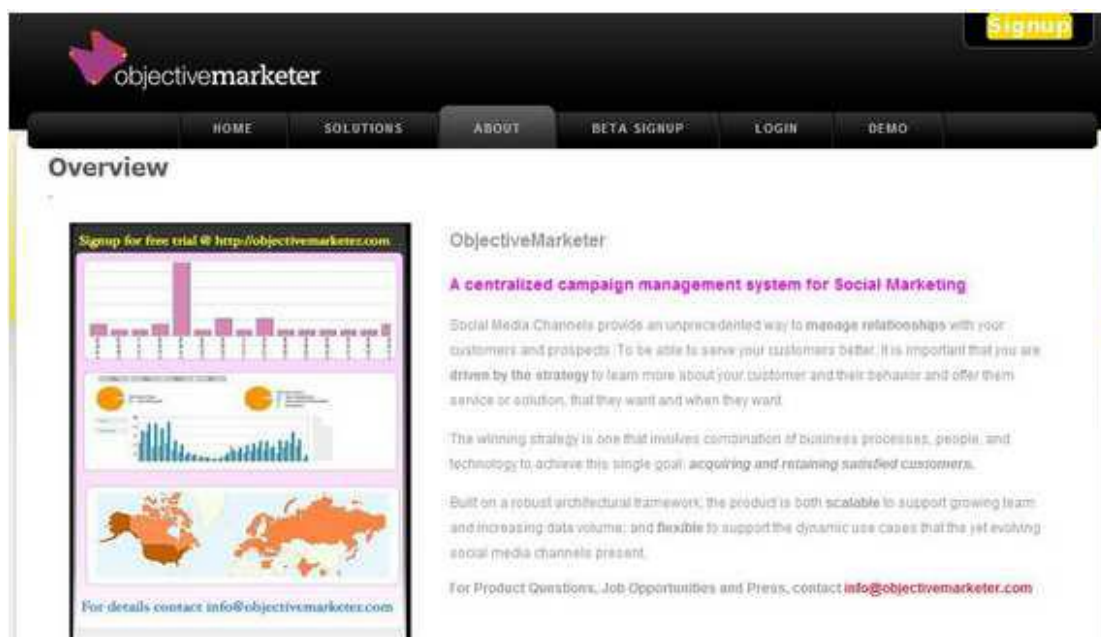 Signup
objectivemarketer
HOME SOLUTIONS ABOUT BETA SIGNUP LOGIN DEMO
Overview
Signup for free trial @ http://objectivemarketer.com
For details contact info@objectivemarketer.com
ObjectiveMarketer
A centralized campaign management system for Social Marketing
Social Media Channels provide an unprecedented way to manage relationships with your
customers and prospects. To be able to serve your customers better, it is important that you are
driven by the strategy to learn more about your customer and their behavior and offer them
service or solution, that they want and when they want.
The winning strategy is one that involves combination of business processes, people, and
technology to achieve this single goal: acquiring and retaining satisfied customers.
Built on a robust architectural framework, the product is both scalable to support growing team
and increasing data volume; and flexible to support the dynamic use cases that the yet evolving
social media channels present.
For Product Questions, Job Opportunities and Press, contact info@objectivemarketer.com